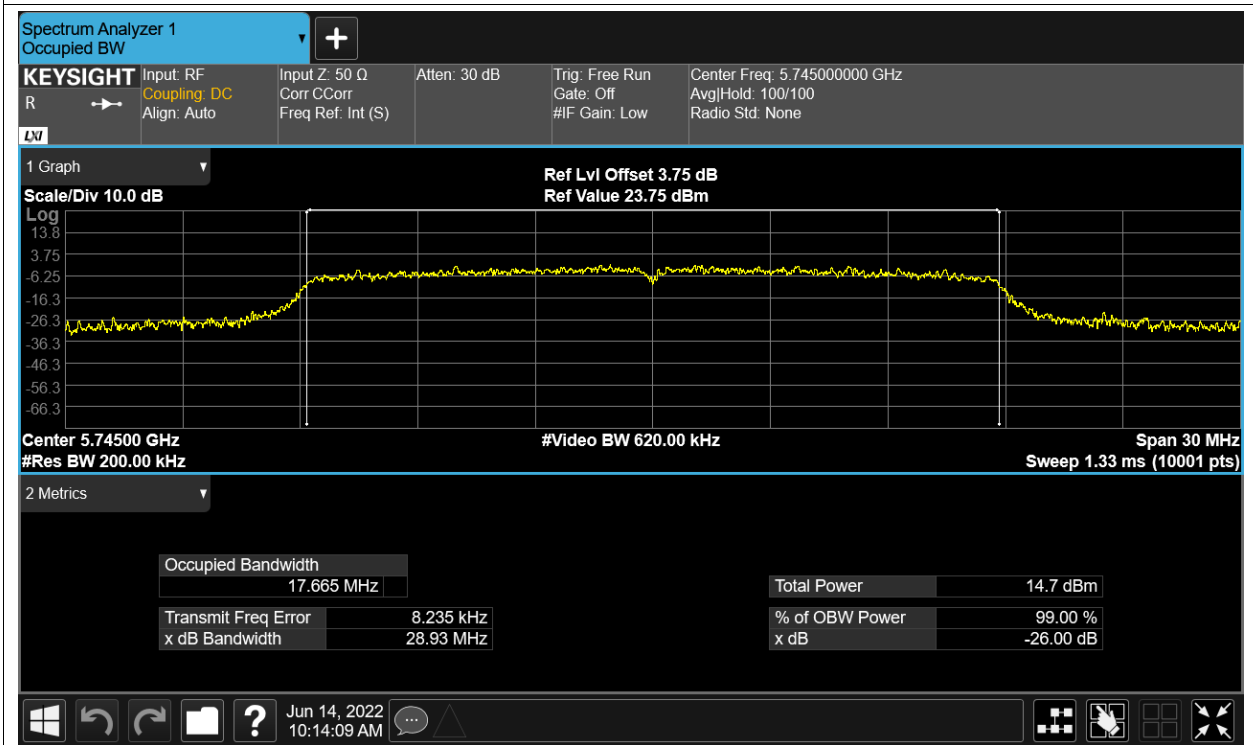 Spectrum Analyzer 1
Occupied BW
+
KEYSIGHT
R
LXI
Input: RF
Coupling: DC
Align: Auto
Input Z: 50 Ω
Corr CCorr
Freq Ref: Int (S)
Atten: 30 dB
Trig: Free Run
Gate: Off
#IF Gain: Low
Center Freq: 5.745000000 GHz
Avg|Hold: 100/100
Radio Std: None
1 Graph
Scale/Div 10.0 dB
Ref Lvl Offset 3.75 dB
Ref Value 23.75 dBm
Log
13.8
3.75
-6.25
-16.3
-26.3
-36.3
-46.3
-56.3
-66.3
Center 5.74500 GHz
#Res BW 200.00 kHz
#Video BW 620.00 kHz
Span 30 MHz
Sweep 1.33 ms (10001 pts)
2 Metrics
Occupied Bandwidth
17.665 MHz
Transmit Freq Error 8.235 kHz
x dB Bandwidth 28.93 MHz
Total Power 14.7 dBm
% of OBW Power 99.00 %
x dB -26.00 dB
?
Jun 14, 2022
10:14:09 AM